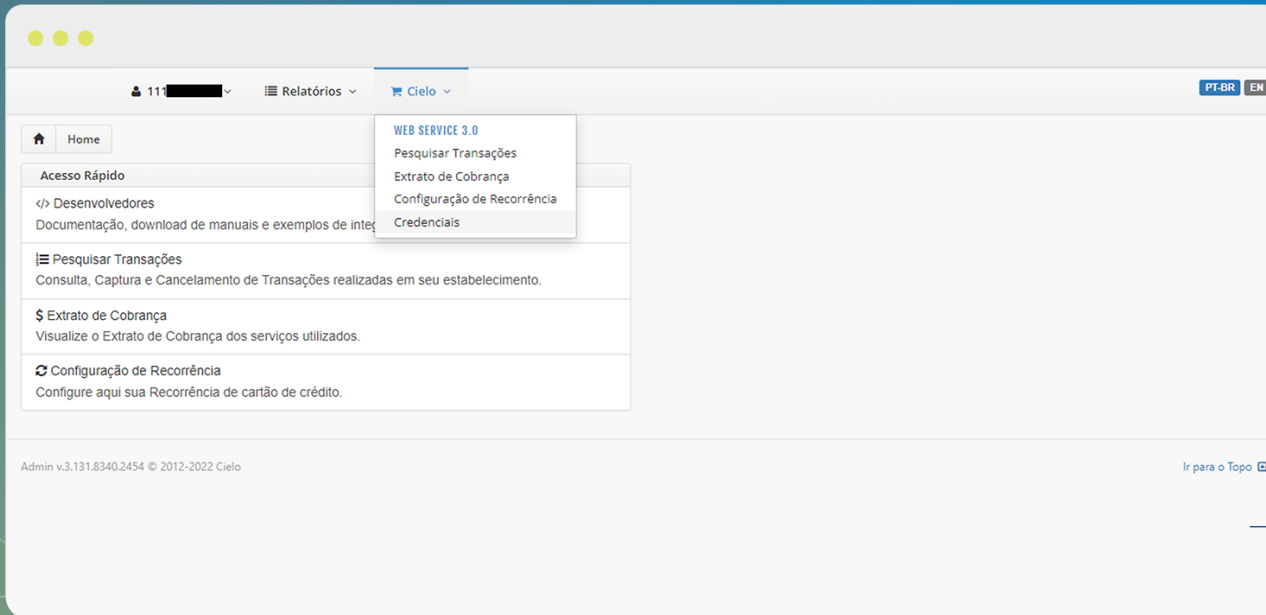 111
Relatórios
Cielo
PT-BR
EN
Home
WEB SERVICE 3.0
Pesquisar Transações
Extrato de Cobrança
Configuração de Recorrência
Credenciais
Acesso Rápido
</> Desenvolvedores
Documentação, download de manuais e exemplos de
Pesquisar Transações
Consulta, Captura e Cancelamento de Transações realizadas em seu estabelecimento.
$ Extrato de Cobrança
Visualize o Extrato de Cobrança dos serviços utilizados.
Configuração de Recorrência
Configure aqui sua Recorrência de cartão de crédito.
Admin v.3.131.8340.2454 © 2012-2022 Cielo
Ir para o Topo